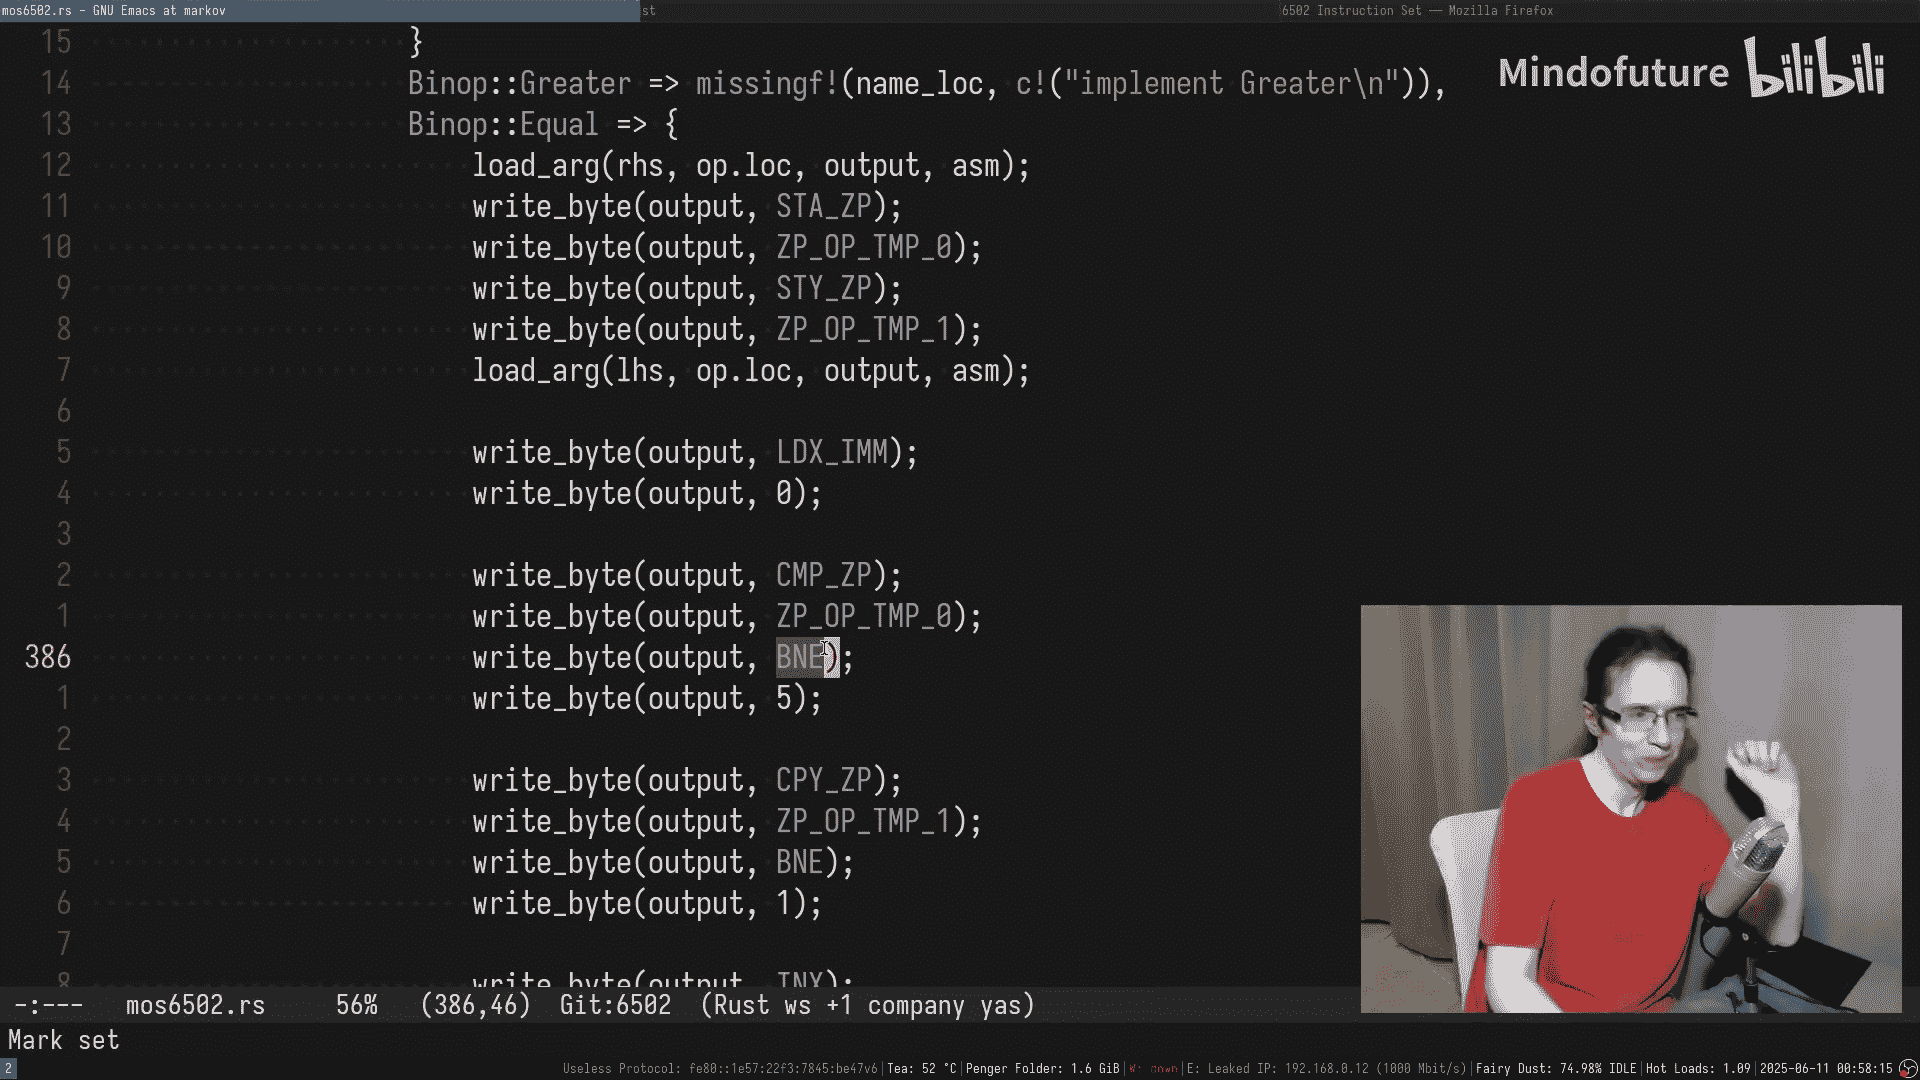 mos6502.rs - GNU Emacs at markov
st
6502 Instruction Set — Mozilla Firefox
Mindofuture bilibili
15 }
14 Binop::Greater => missingf!(name_loc, c!("implement Greater\n")),
13 Binop::Equal => {
12 load_arg(rhs, op.loc, output, asm);
11 write_byte(output, STA_ZP);
10 write_byte(output, ZP_OP_TMP_0);
9 write_byte(output, STY_ZP);
8 write_byte(output, ZP_OP_TMP_1);
7 load_arg(lhs, op.loc, output, asm);
6
5 write_byte(output, LDX_IMM);
4 write_byte(output, 0);
3
2 write_byte(output, CMP_ZP);
1 write_byte(output, ZP_OP_TMP_0);
386 write_byte(output, BNE);
1 write_byte(output, 5);
2
3 write_byte(output, CPY_ZP);
4 write_byte(output, ZP_OP_TMP_1);
5 write_byte(output, BNE);
6 write_byte(output, 1);
7
8 write_byte(output, INX);
-:--- mos6502.rs 56% (386,46) Git:6502 (Rust ws +1 company yas)
Mark set
2 Useless Protocol: fe80::1e57:22f3:7845:be47v6|Tea: 52 °C|Penger Folder: 1.6 GiB|W: down|E: Leaked IP: 192.168.0.12 (1000 Mbit/s)|Fairy Dust: 74.98% IDLE|Hot Loads: 1.09|2025-06-11 00:58:15